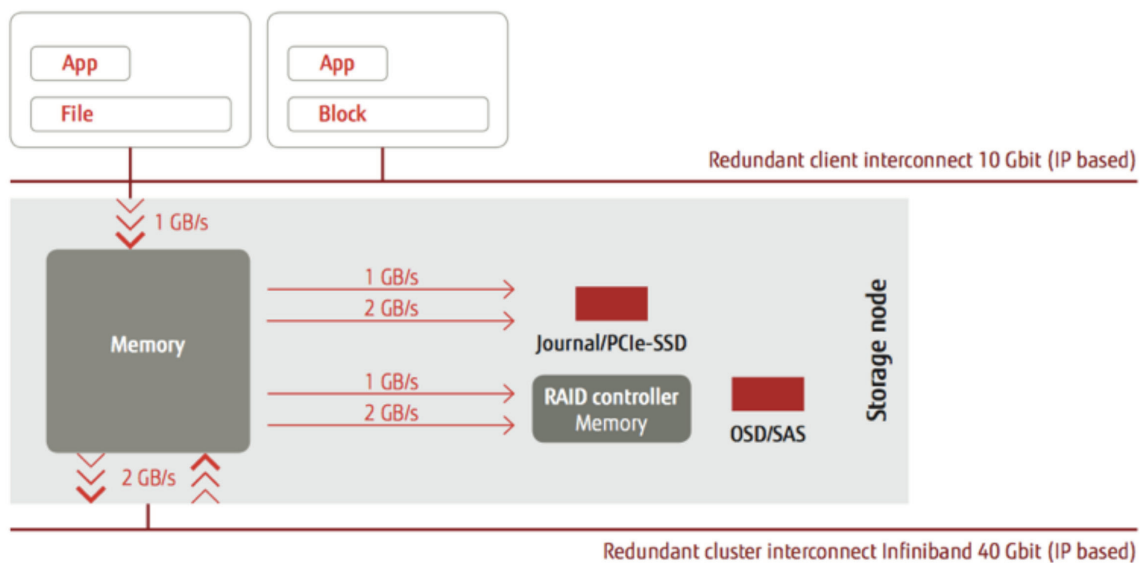 App
File
App
Block
Redundant client interconnect 10 Gbit (IP based)
1 GB/s
Memory
1 GB/s
2 GB/s
Journal/PCIe-SSD
1 GB/s
2 GB/s
RAID controller
Memory
OSD/SAS
Storage node
2 GB/s
Redundant cluster interconnect Infiniband 40 Gbit (IP based)